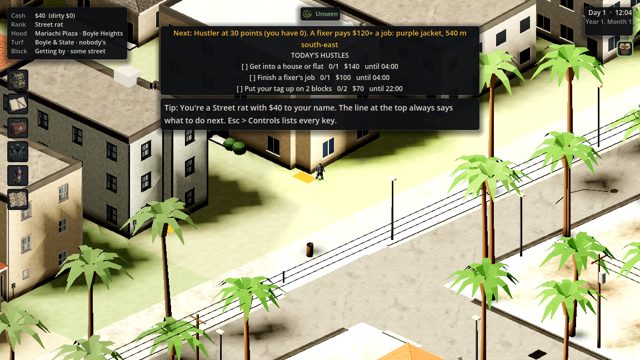 Cash $40 (dirty $0)
Rank Street rat
Hood Mariachi Plaza · Boyle Heights
Turf Boyle & State · nobody's
Block Getting by · some street
Unseen
Day 1 · 12:04
Year 1, Month 1
Next: Hustler at 30 points (you have 0). A fixer pays $120+ a job: purple jacket, 540 m
south-east
TODAY'S HUSTLES
[ ] Get into a house or flat 0/1 $140 until 04:00
[ ] Finish a fixer's job 0/1 $100 until 04:00
[ ] Put your tag up on 2 blocks 0/2 $70 until 22:00
Tip: You're a Street rat with $40 to your name. The line at the top always says
what to do next. Esc > Controls lists every key.